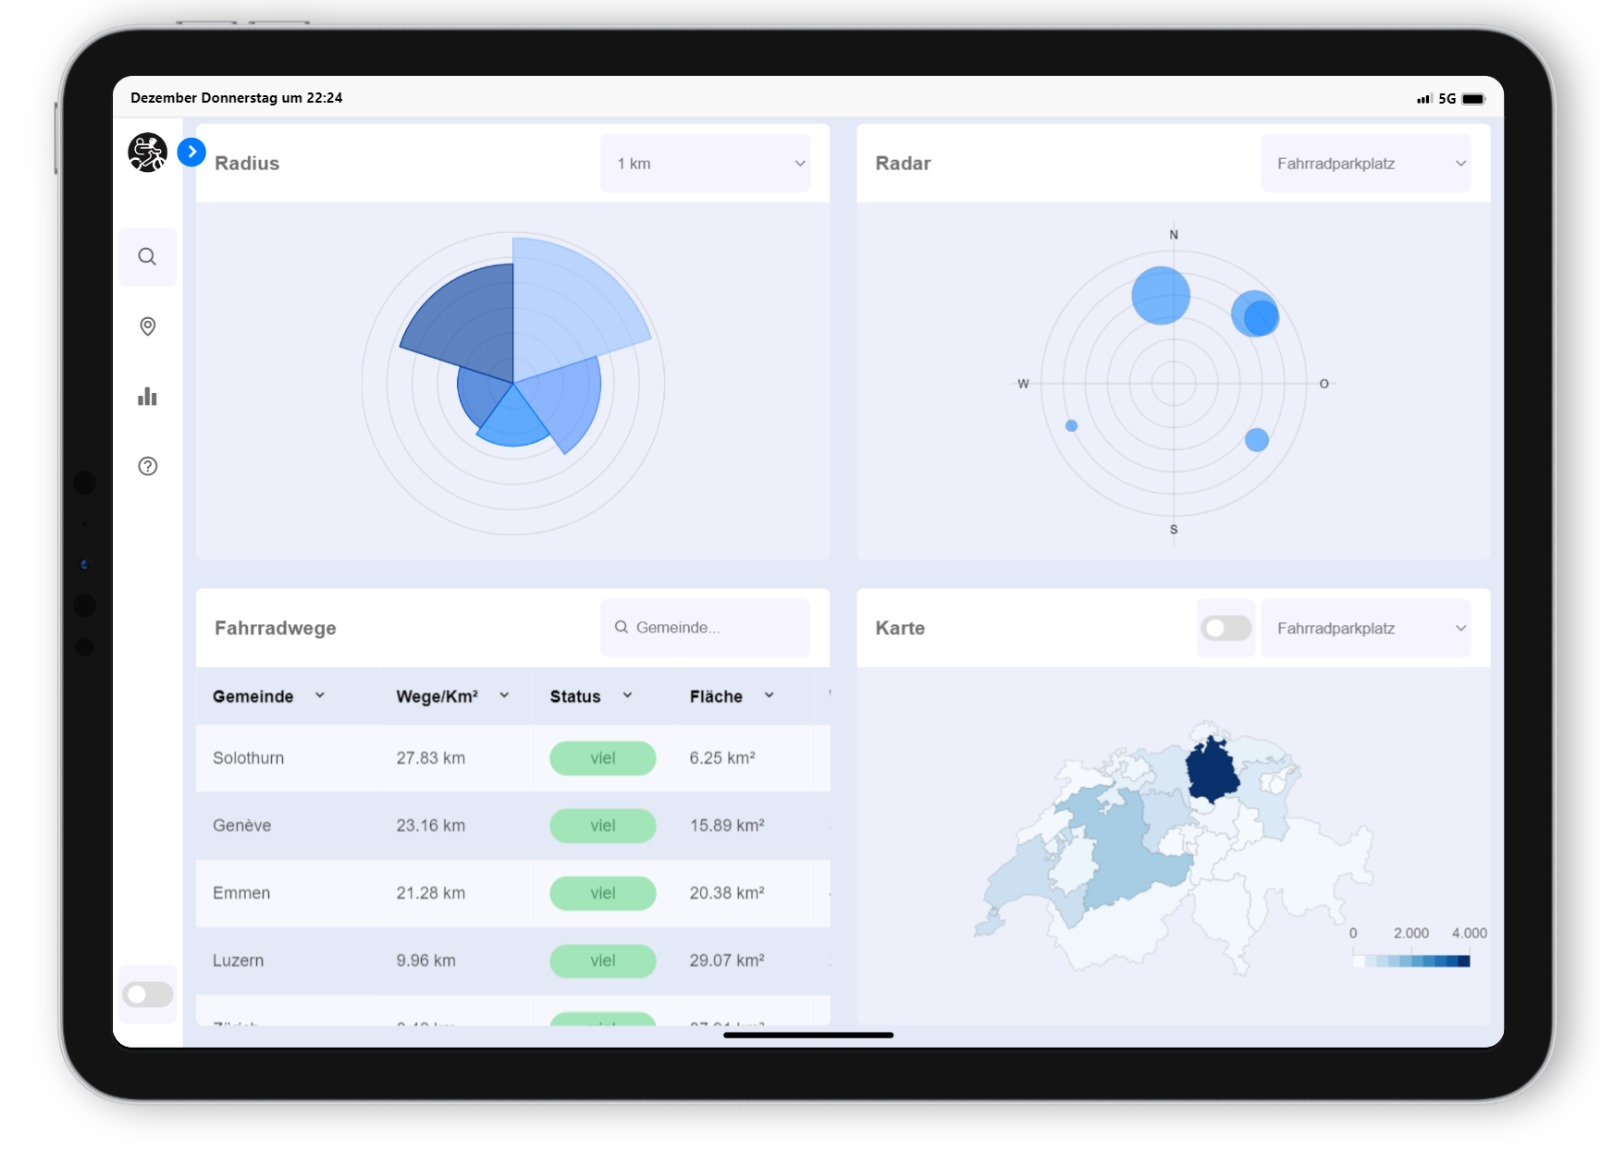 Dezember Donnerstag um 22:24
5G
Radius
1 km
Radar
Fahrradparkplatz
N
W
O
S
Fahrradwege
Gemeinde...
Gemeinde Wege/Km² Status Fläche
Solothurn 27.83 km viel 6.25 km²
Genève 23.16 km viel 15.89 km²
Emmen 21.28 km viel 20.38 km²
Luzern 9.96 km viel 29.07 km²
Karte
Fahrradparkplatz
0 2.000 4.000